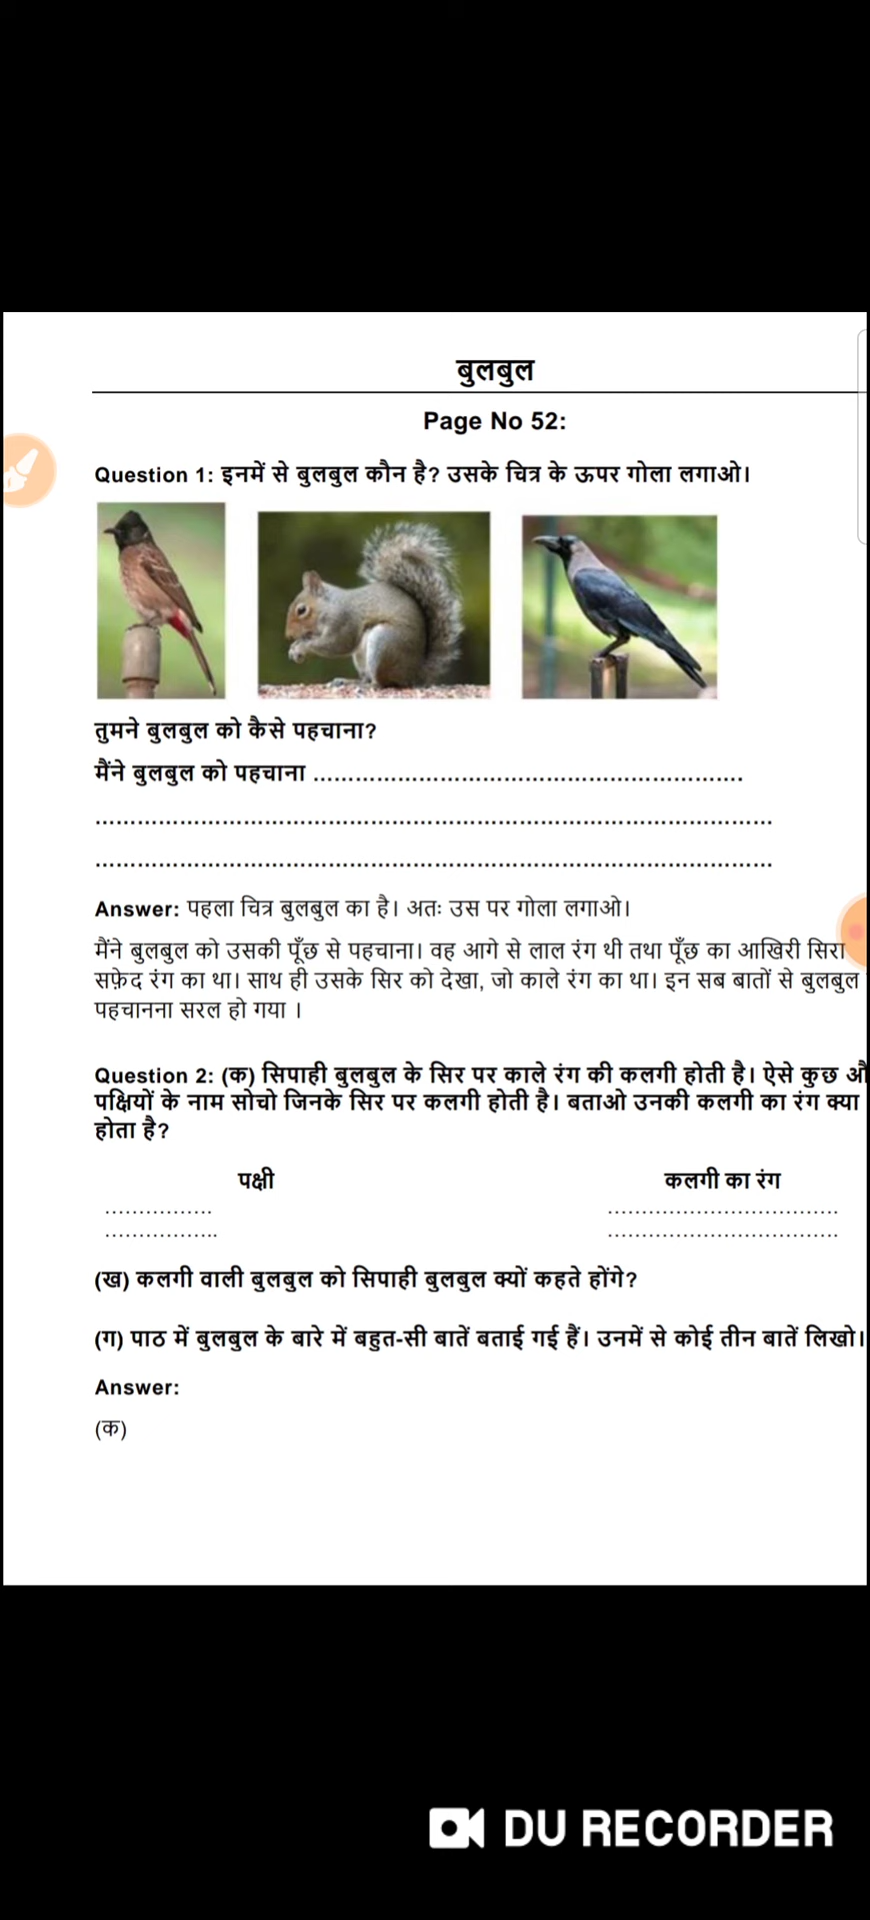 बुलबुल
Page No 52:
Question 1: इनमें से बुलबुल कौन है? उसके चित्र के ऊपर गोला लगाओ।
तुमने बुलबुल को कैसे पहचाना?
मैंने बुलबुल को पहचाना ............................................................
................................................................................................
................................................................................................
Answer: पहला चित्र बुलबुल का है। अतः उस पर गोला लगाओ।
मैंने बुलबुल को उसकी पूँछ से पहचाना। वह आगे से लाल रंग थी तथा पूँछ का आखिरी सिरा
सफ़ेद रंग का था। साथ ही उसके सिर को देखा, जो काले रंग का था। इन सब बातों से बुलबुल
पहचानना सरल हो गया ।
Question 2: (क) सिपाही बुलबुल के सिर पर काले रंग की कलगी होती है। ऐसे कुछ
पक्षियों के नाम सोचो जिनके सिर पर कलगी होती है। बताओ उनकी कलगी का रंग क्या
होता है?
पक्षी कलगी का रंग
................ ..................................
................. ..................................
(ख) कलगी वाली बुलबुल को सिपाही बुलबुल क्यों कहते होंगे?
(ग) पाठ में बुलबुल के बारे में बहुत-सी बातें बताई गई हैं। उनमें से कोई तीन बातें लिखो।
Answer:
(क)
DU RECORDER